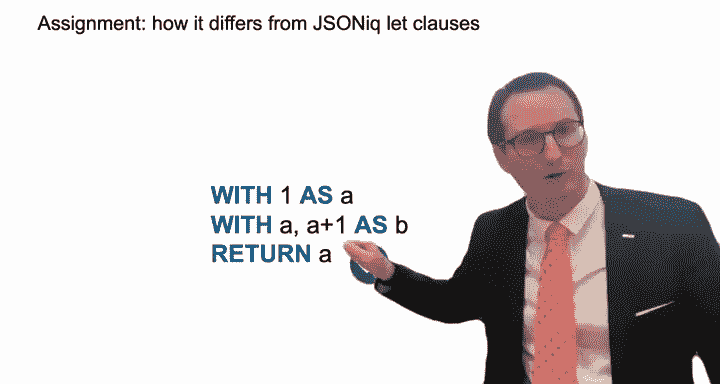 Assignment: how it differs from JSONiq let clauses
WITH 1 AS a
WITH a, a+1 AS b
RETURN a